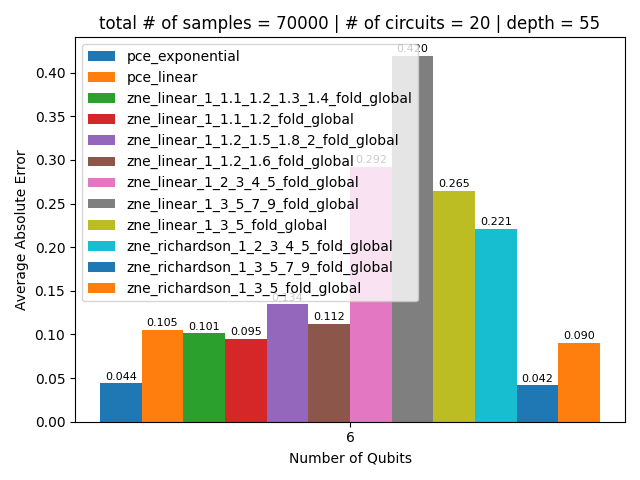 total # of samples = 70000 | # of circuits = 20 | depth = 55
pce_exponential
pce_linear
zne_linear_1_1.1_1.2_1.3_1.4_fold_global
zne_linear_1_1.1_1.2_fold_global
zne_linear_1_1.2_1.5_1.8_2_fold_global
zne_linear_1_1.2_1.6_fold_global
zne_linear_1_2_3_4_5_fold_global
zne_linear_1_3_5_7_9_fold_global
zne_linear_1_3_5_fold_global
zne_richardson_1_2_3_4_5_fold_global
zne_richardson_1_3_5_7_9_fold_global
zne_richardson_1_3_5_fold_global
Average Absolute Error
0.40
0.35
0.30
0.25
0.20
0.15
0.10
0.05
0.00
0.044
0.105
0.101
0.095
0.134
0.112
0.292
0.420
0.265
0.221
0.042
0.090
6
Number of Qubits